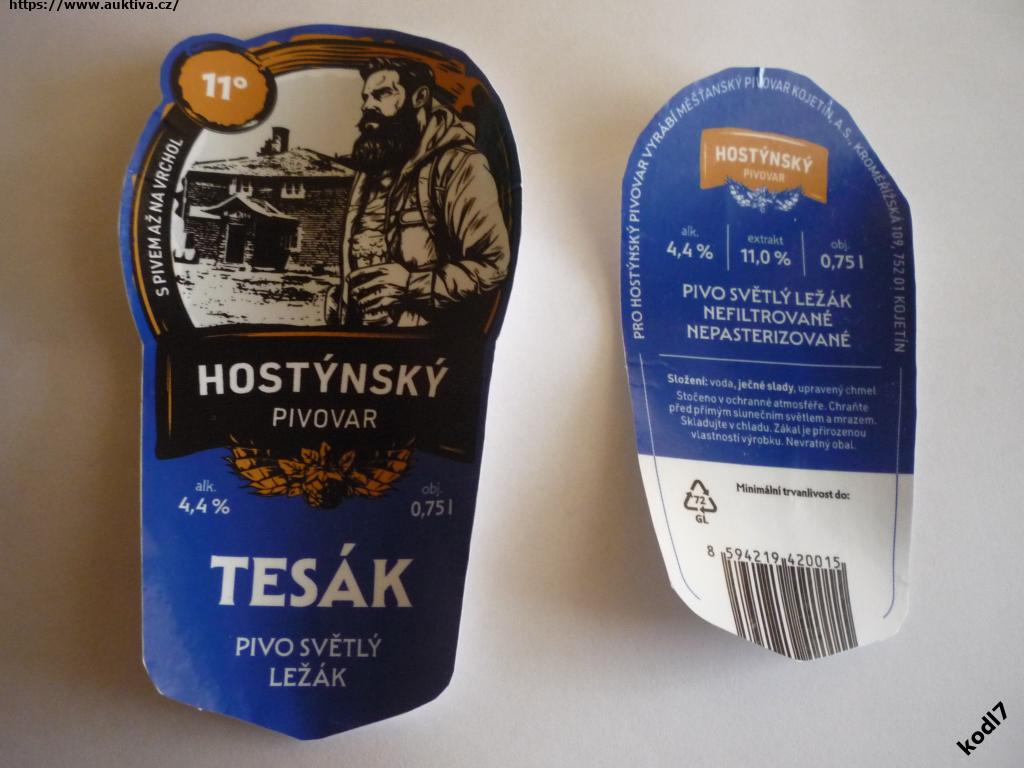 https://www.auktiva.cz/
11°
S PIVEM AŽ NA VRCHOL
HOSTÝNSKÝ
PIVOVAR
alk.
4,4 %
obj.
0,75 l
TESÁK
PIVO SVĚTLÝ
LEŽÁK
PRO HOSTÝNSKÝ PIVOVAR VYRÁBÍ MĚŠŤANSKÝ PIVOVAR KOJETÍN, A.S., KROMĚŘÍŽSKÁ 109, 752 01 KOJETÍN
HOSTÝNSKÝ
PIVOVAR
alk.
4,4 %
extrakt
11,0 %
obj.
0,75 l
PIVO SVĚTLÝ LEŽÁK
NEFILTROVANÉ
NEPASTERIZOVANÉ
Složení: voda, ječné slady, upravený chmel
Stočeno v ochranné atmosféře. Chraňte
před přímým slunečním světlem a mrazem.
Skladujte v chladu. Zákal je přirozenou
vlastností výrobku. Nevratný obal.
72
GL
Minimální trvanlivost do:
8 594219 420015
kodl7